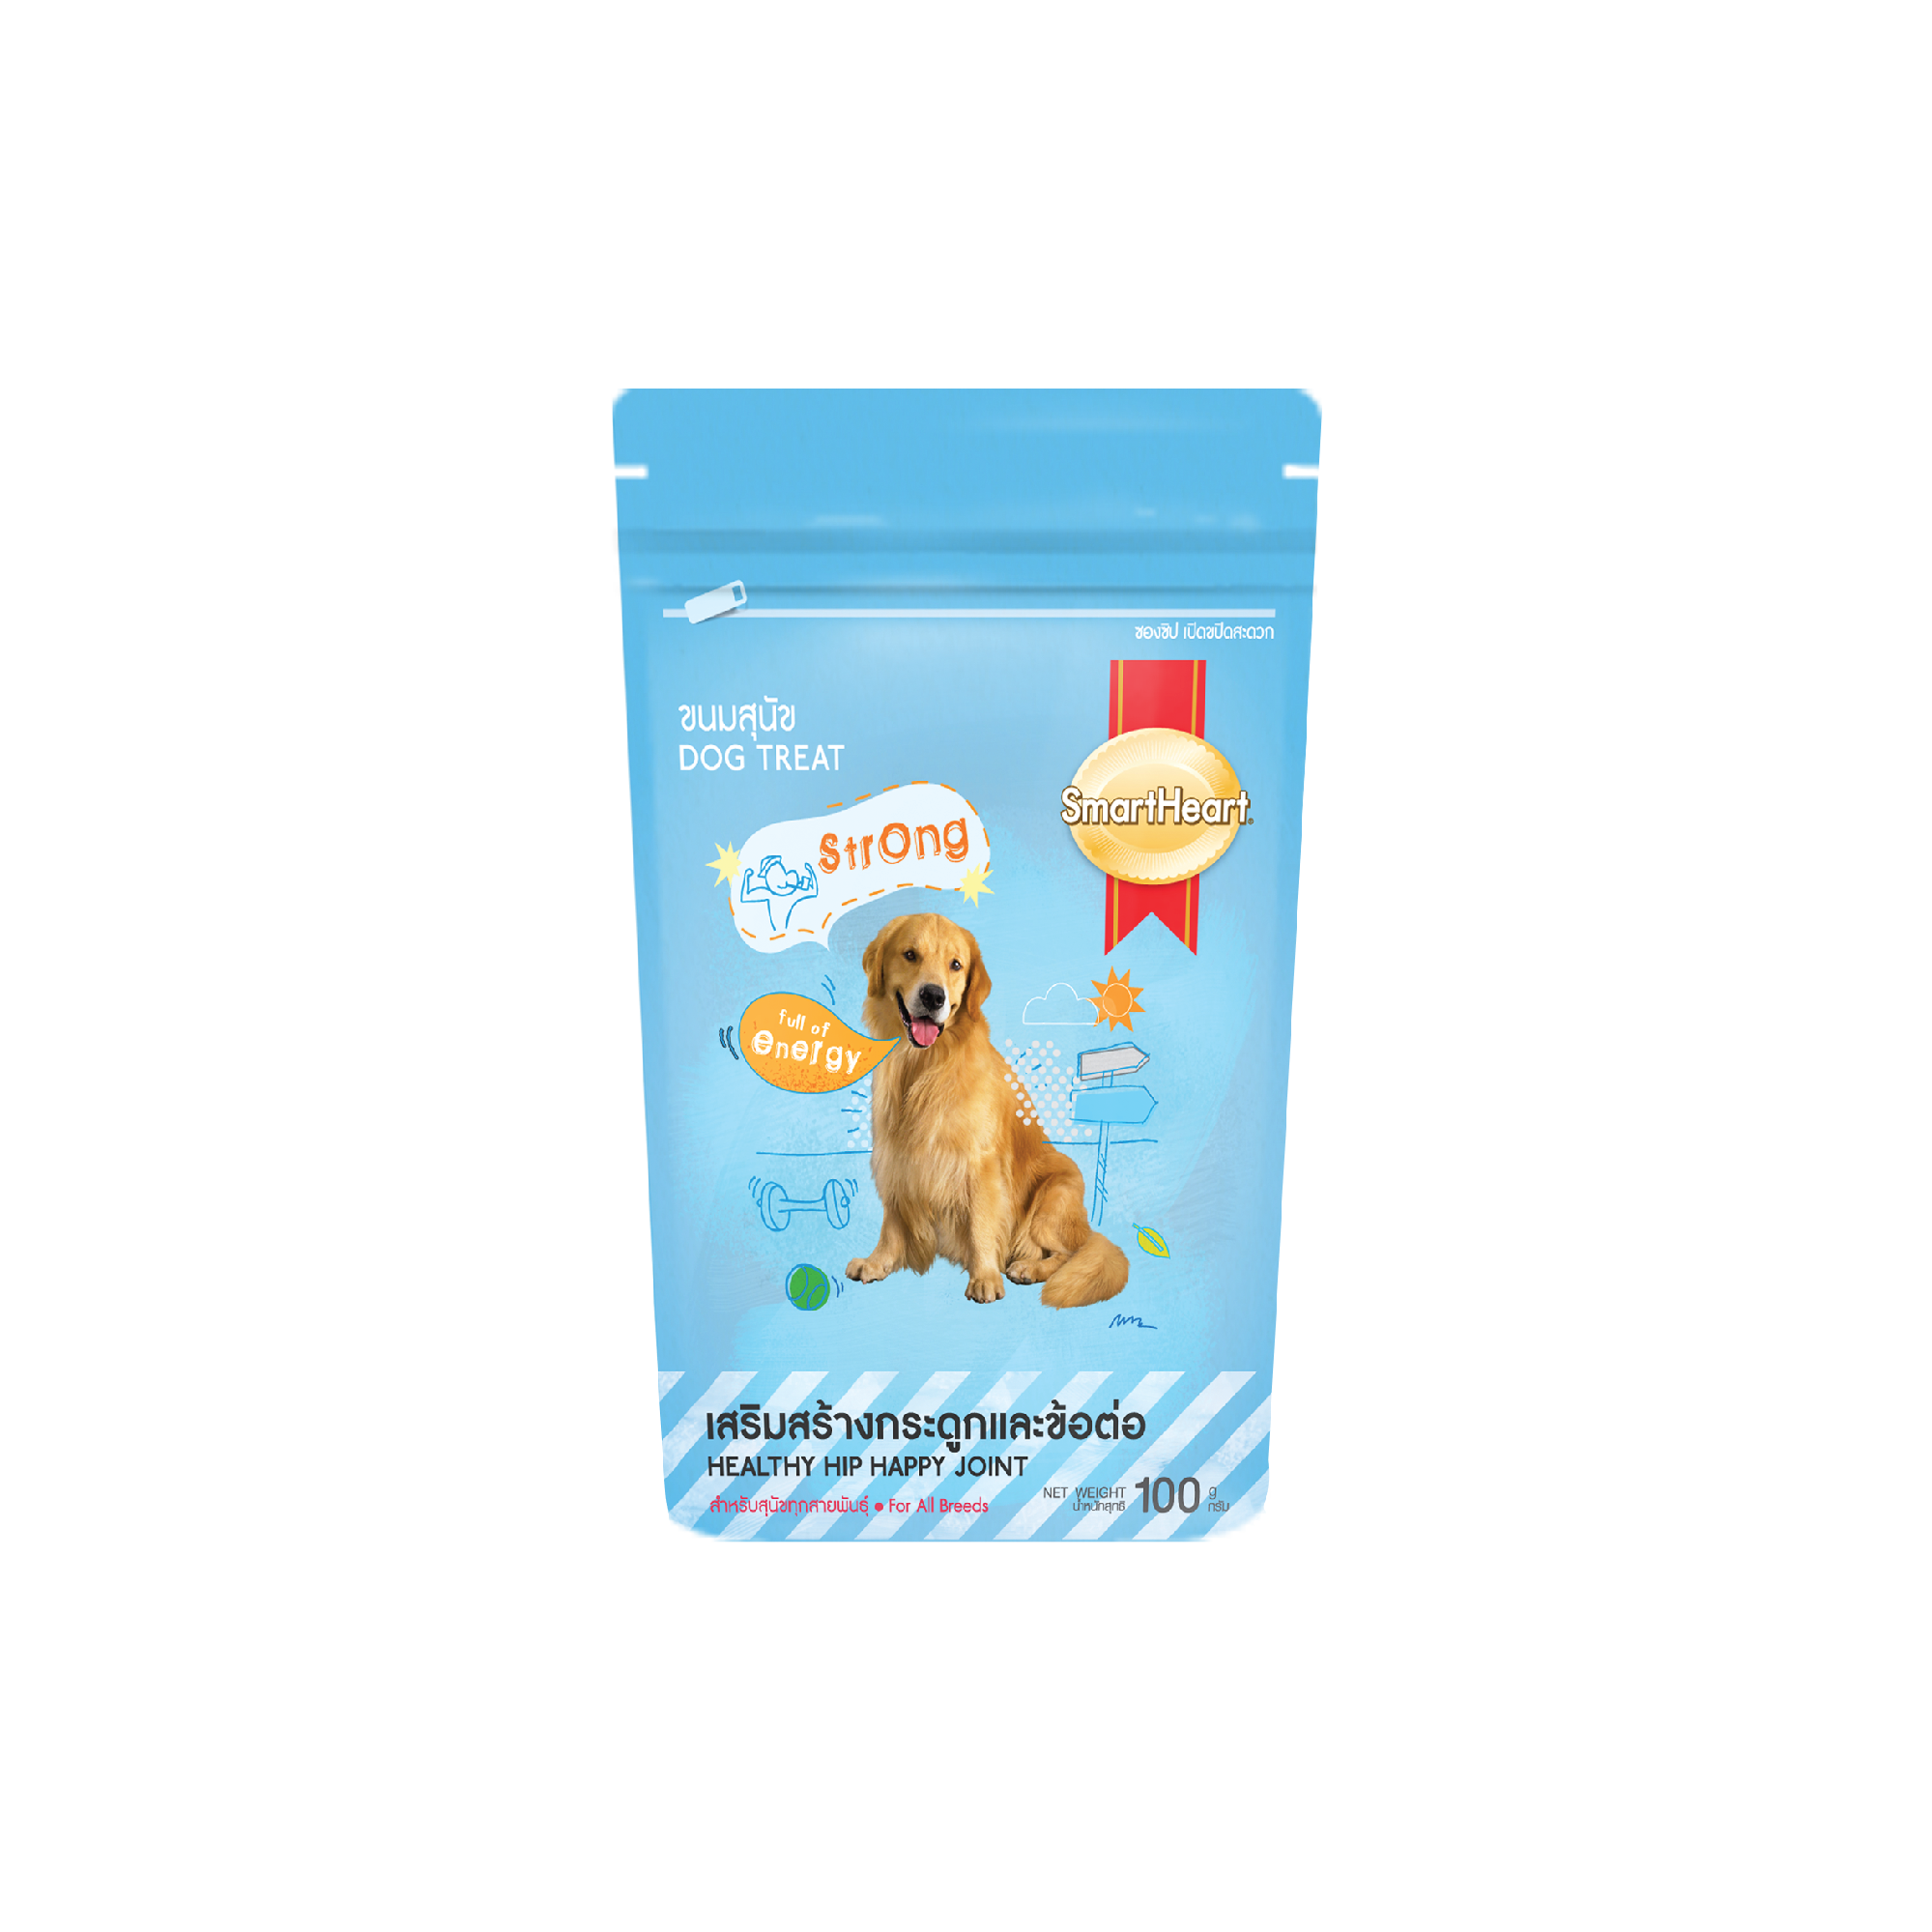 ซองซิป เปิดขปิดสะดวก
ขนมสุนัข
DOG TREAT
SmartHeart
strong
full of
energy
เสริมสร้างกระดูกและข้อต่อ
HEALTHY HIP HAPPY JOINT
สำหรับสุนัขทุกสายพันธุ์ ● For All Breeds
NET WEIGHT 100 g
น้ำหนักสุทธิ กรัม